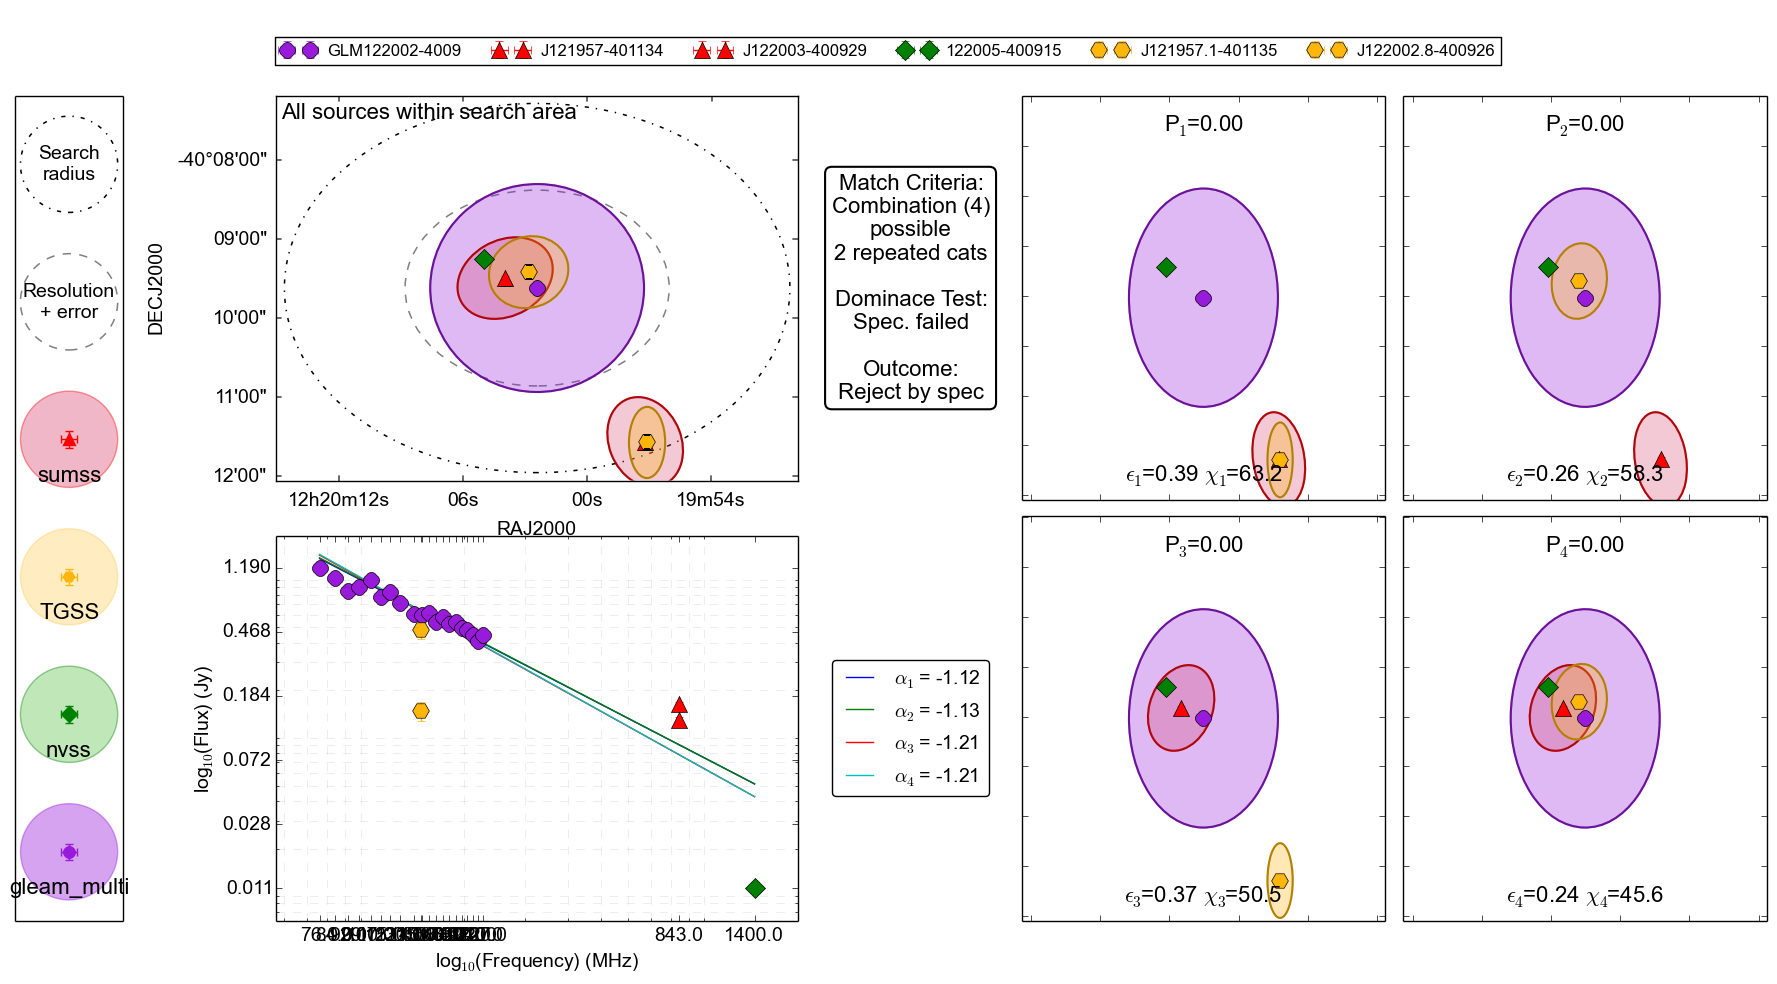 GLM122002-4009 J121957-401134 J122003-400929 122005-400915 J121957.1-401135 J122002.8-400926
Search
radius
Resolution
+ error
sumss
TGSS
nvss
gleam_multi
All sources within search area
DECJ2000
-40°08'00"
09'00"
10'00"
11'00"
12'00"
12h20m12s 06s 00s 19m54s
RAJ2000
Match Criteria:
Combination (4)
possible
2 repeated cats
Dominace Test:
Spec. failed
Outcome:
Reject by spec
P1=0.00
ϵ1=0.39 χ1=63.2
P2=0.00
ϵ2=0.26 χ2=58.3
log10(Flux) (Jy)
1.190
0.468
0.184
0.072
0.028
0.011
843.0 1400.0
log10(Frequency) (MHz)
α1 = -1.12
α2 = -1.13
α3 = -1.21
α4 = -1.21
P3=0.00
ϵ3=0.37 χ3=50.5
P4=0.00
ϵ4=0.24 χ4=45.6